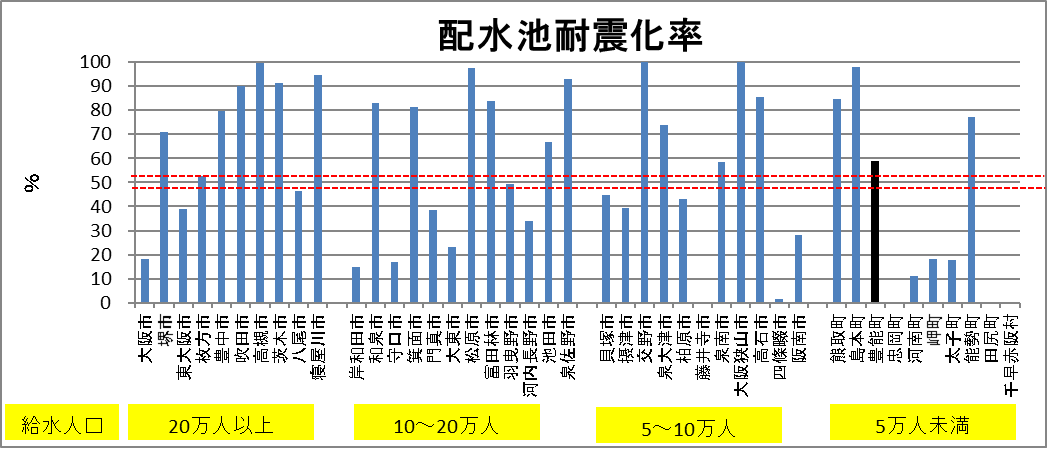 配水池耐震化率
%
100
90
80
70
60
50
40
30
20
10
0
大阪市
堺市
東大阪市
枚方市
豊中市
吹田市
高槻市
茨木市
八尾市
寝屋川市
岸和田市
和泉市
守口市
箕面市
門真市
大東市
松原市
富田林市
羽曳野市
河内長野市
池田市
泉佐野市
貝塚市
摂津市
交野市
泉大津市
柏原市
藤井寺市
泉南市
大阪狭山市
高石市
四條畷市
阪南市
熊取町
島本町
豊能町
忠岡町
河南町
岬町
太子町
能勢町
田尻町
千早赤阪村
給水人口
20万人以上
10～20万人
5～10万人
5万人未満